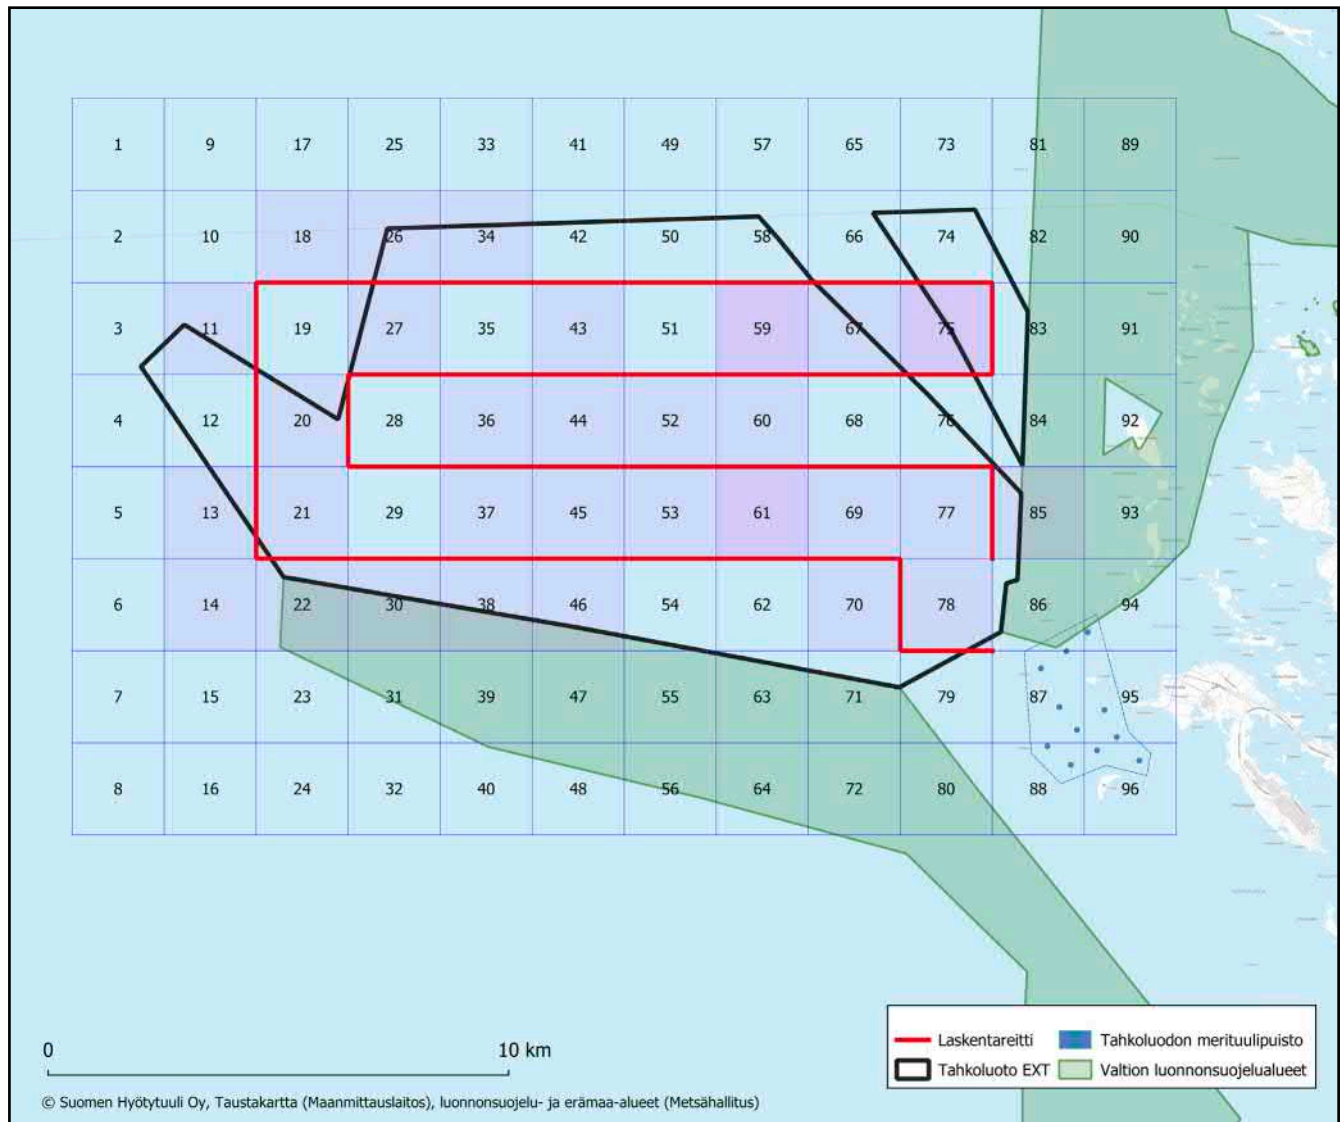 1 9 17 25 33 41 49 57 65 73 81 89
2 10 18 26 34 42 50 58 66 74 82 90
3 11 19 27 35 43 51 59 67 75 83 91
4 12 20 28 36 44 52 60 68 76 84 92
5 13 21 29 37 45 53 61 69 77 85 93
6 14 22 30 38 46 54 62 70 78 86 94
7 15 23 31 39 47 55 63 71 79 87 95
8 16 24 32 40 48 56 64 72 80 88 96
0 10 km
Laskentareitti
Tahkoluodon merituulipuisto
Tahkoluoto EXT
Valtion luonnonsuojelualueet
© Suomen Hyötytuuli Oy, Taustakartta (Maanmittauslaitos), luonnonsuojelu- ja erämaa-alueet (Metsähallitus)